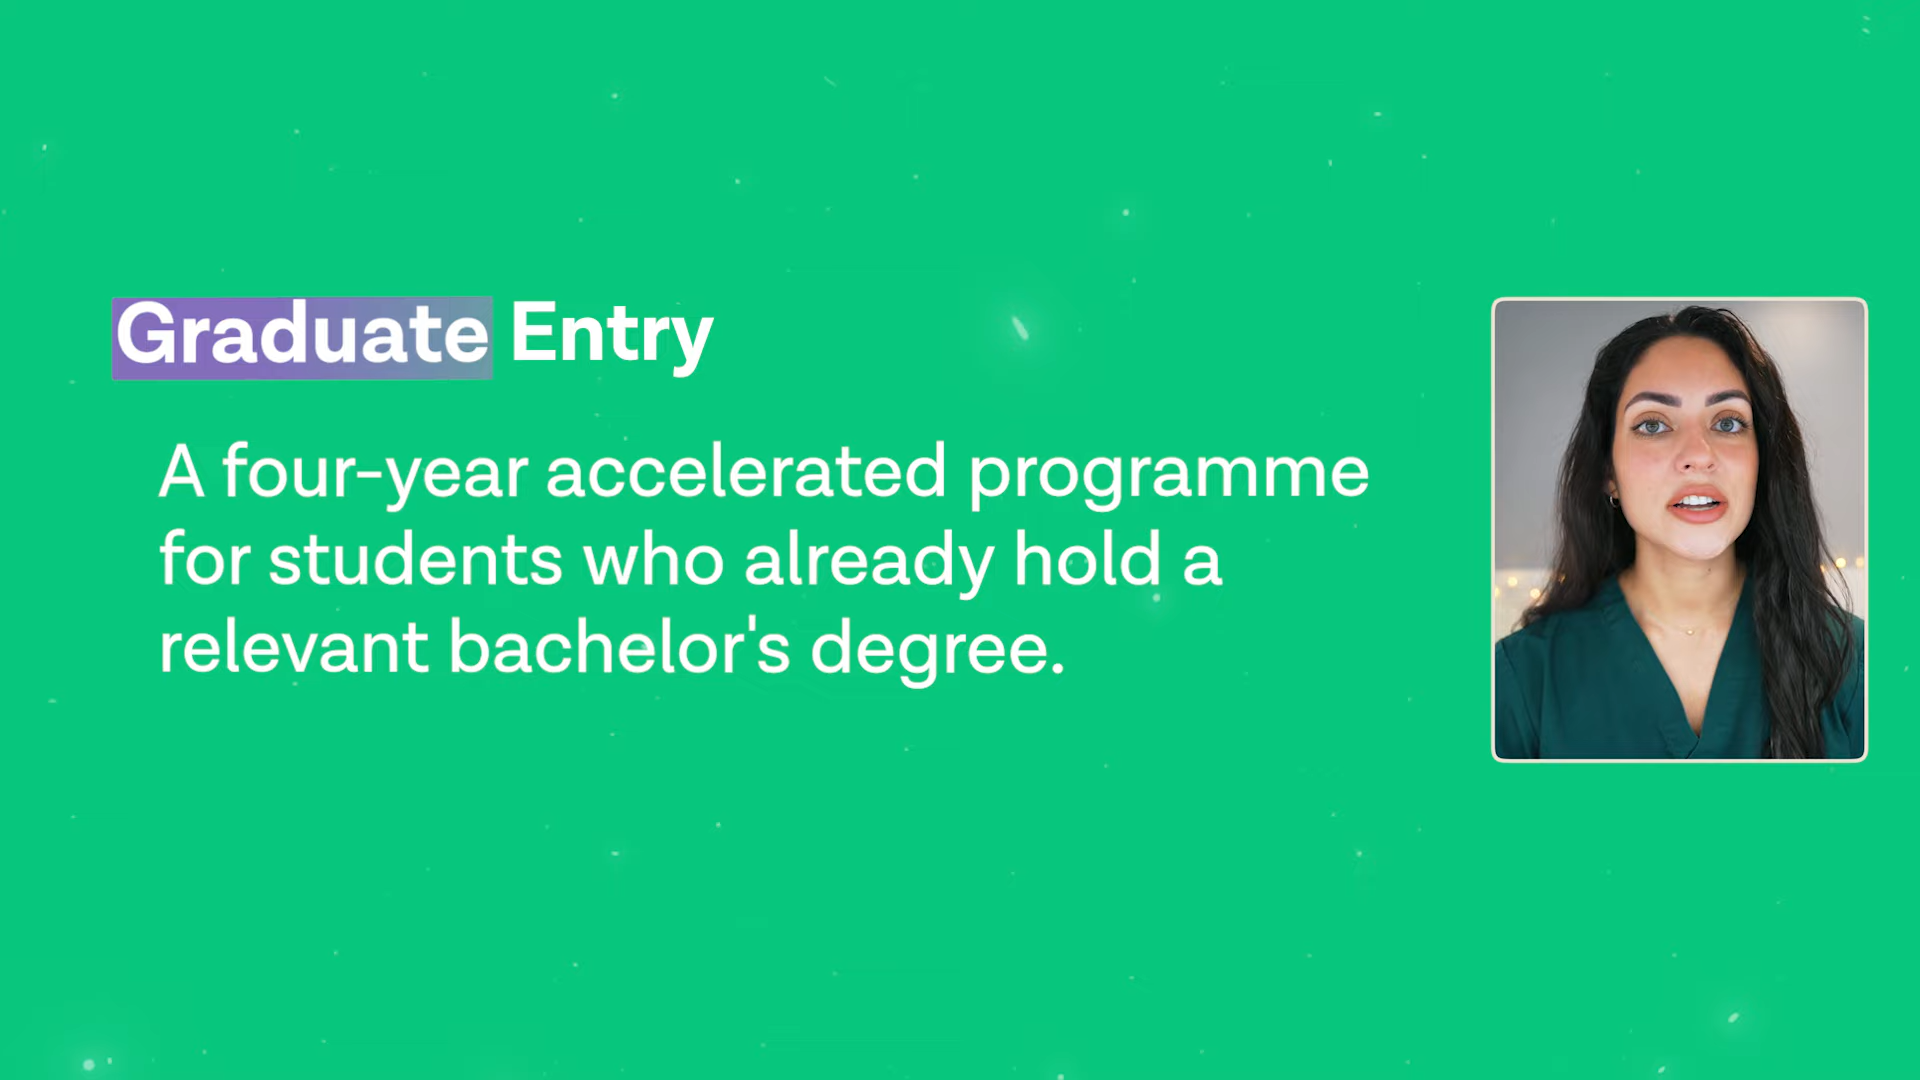 Graduate Entry
A four-year accelerated programme
for students who already hold a
relevant bachelor's degree.